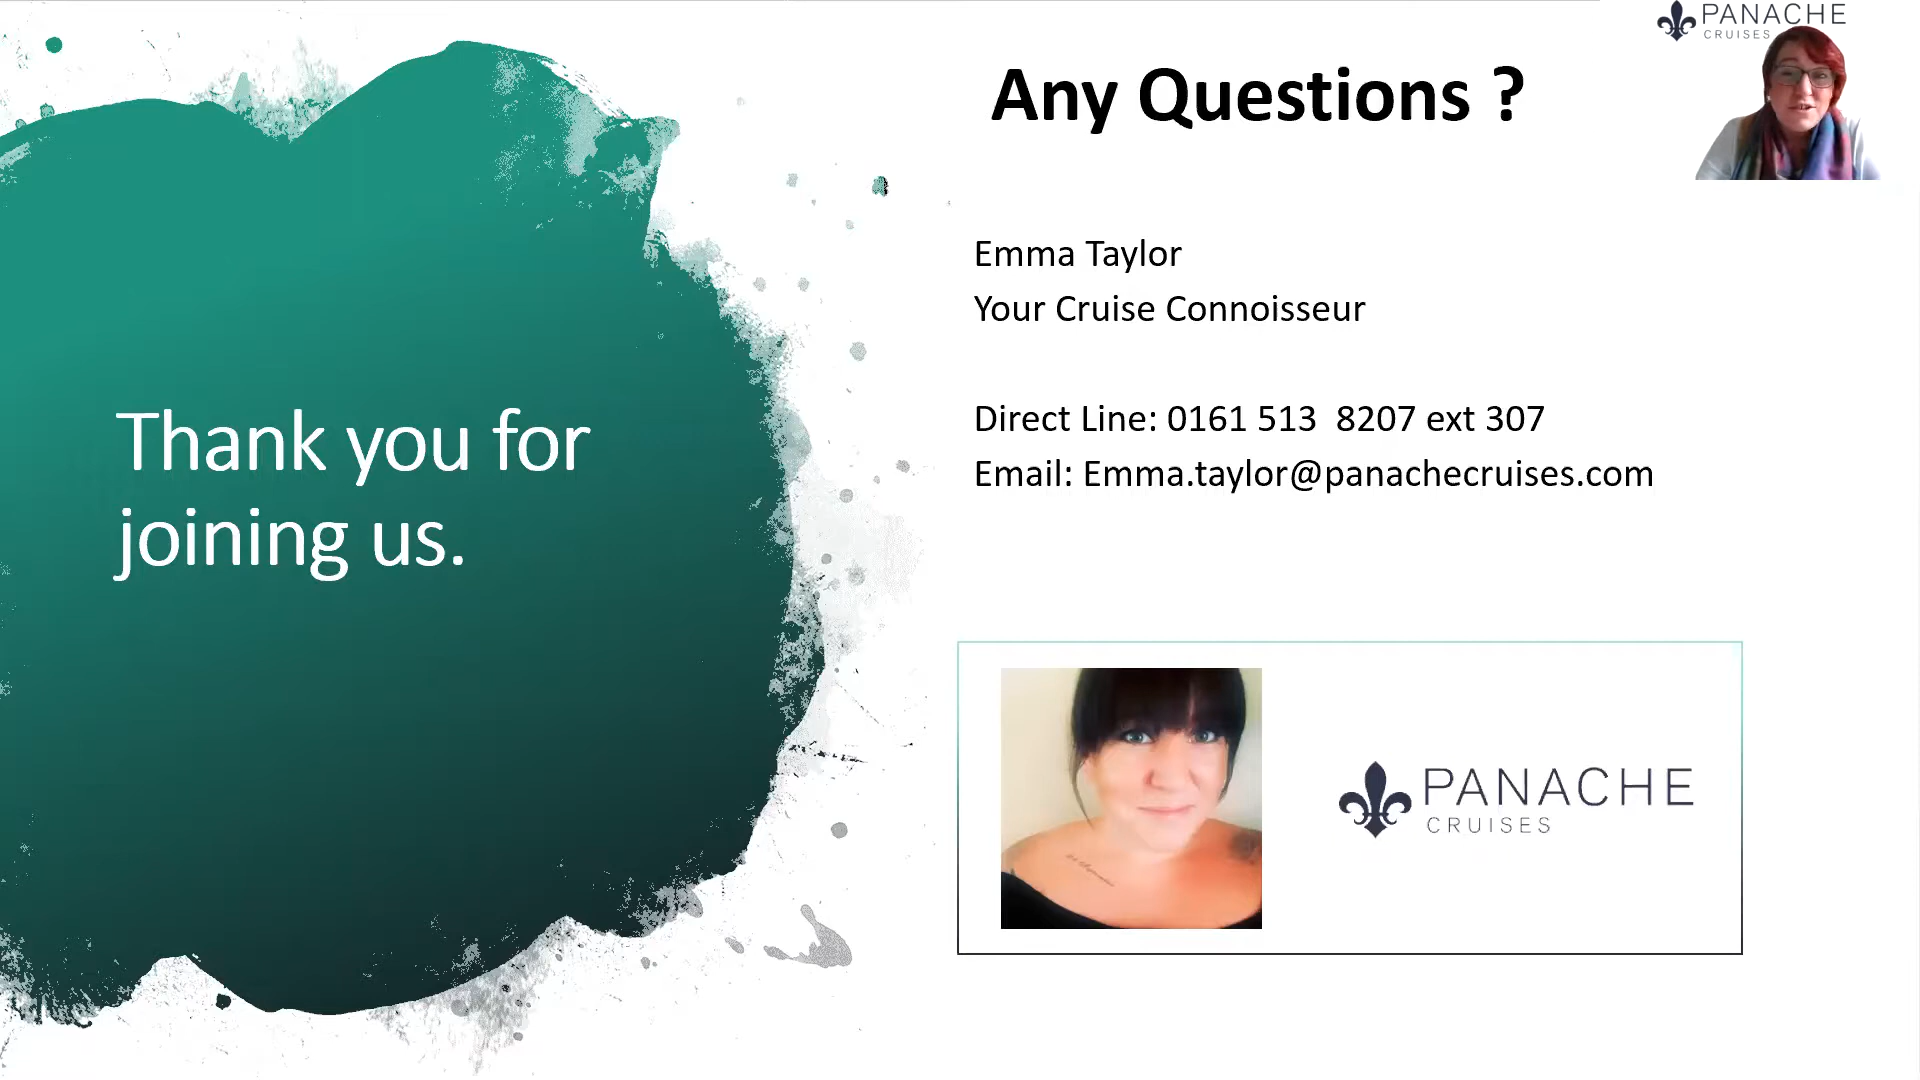 PANACHE
CRUISES
Any Questions ?
Emma Taylor
Your Cruise Connoisseur
Direct Line: 0161 513  8207 ext 307
Email: Emma.taylor@panachecruises.com
Thank you for
joining us.
PANACHE
CRUISES